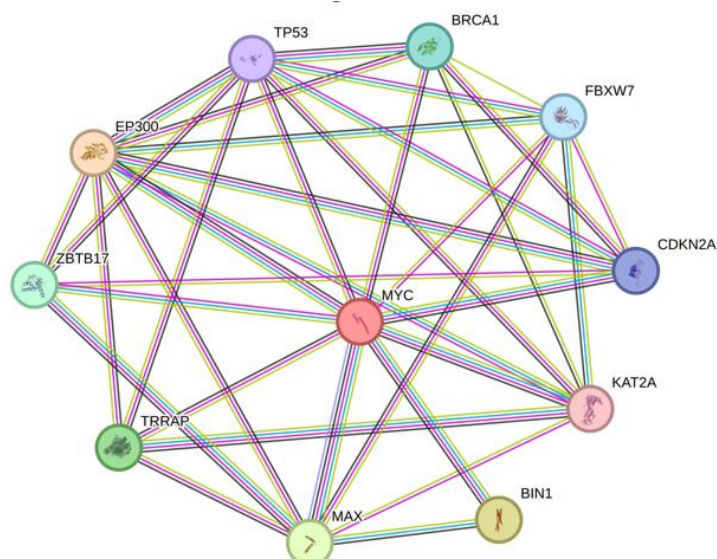 TP53
BRCA1
FBXW7
EP300
CDKN2A
ZBTB17
MYC
KAT2A
TRRAP
BIN1
MAX